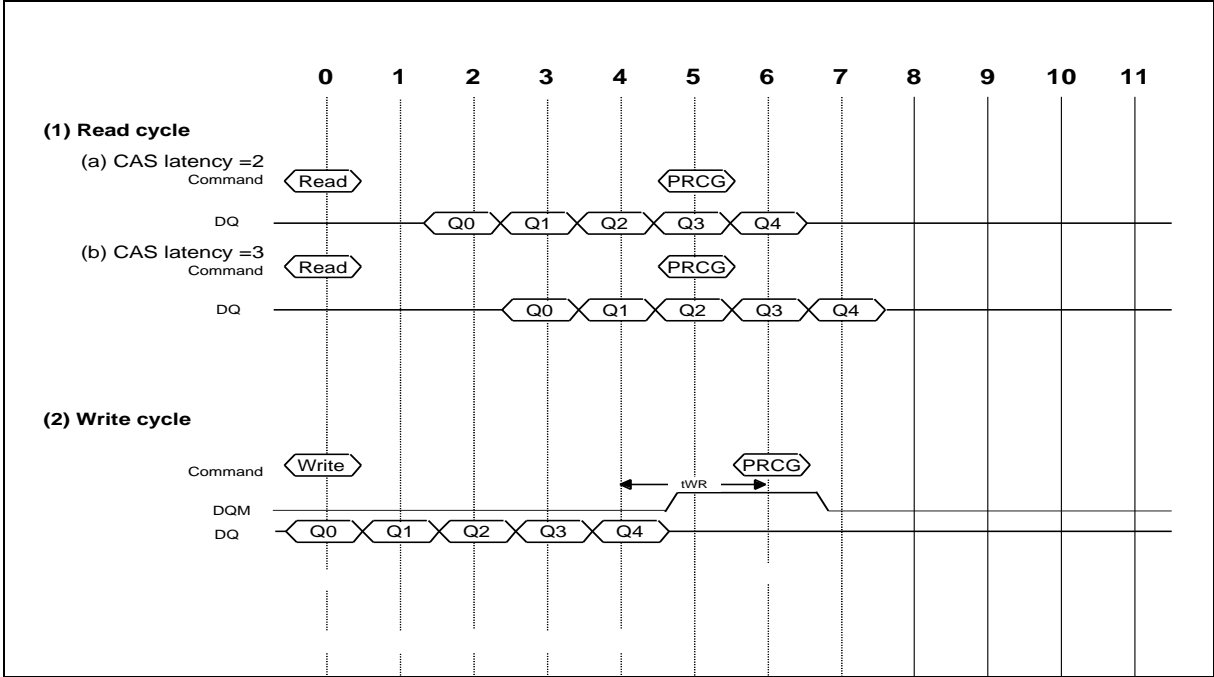 0 1 2 3 4 5 6 7 8 9 10 11
(1) Read cycle
(a) CAS latency =2
Command Read PRCG
DQ Q0 Q1 Q2 Q3 Q4
(b) CAS latency =3
Command Read PRCG
DQ Q0 Q1 Q2 Q3 Q4
(2) Write cycle
Command Write PRCG
tWR
DQM
DQ Q0 Q1 Q2 Q3 Q4